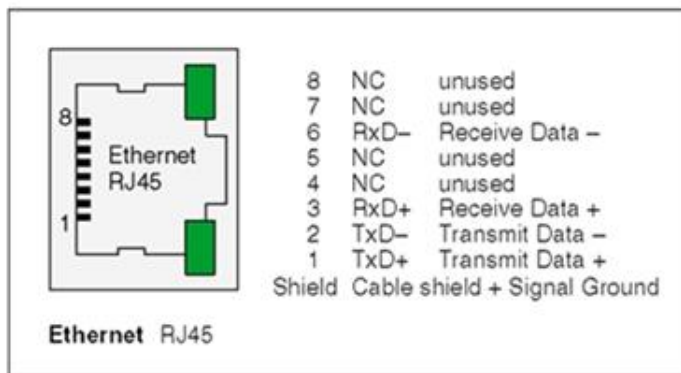 8
Ethernet
RJ45
1
Ethernet RJ45
8 NC unused
7 NC unused
6 RxD– Receive Data –
5 NC unused
4 NC unused
3 RxD+ Receive Data +
2 TxD– Transmit Data –
1 TxD+ Transmit Data +
Shield Cable shield + Signal Ground